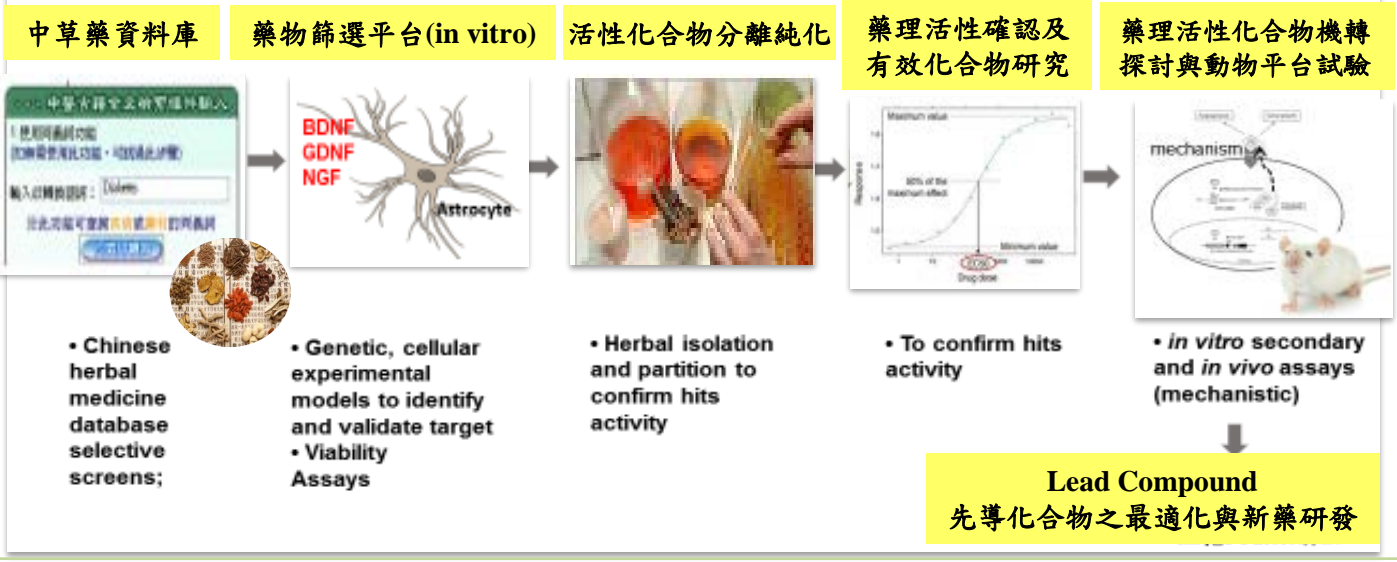 中草藥資料庫
藥物篩選平台(in vitro)
活性化合物分離純化
藥理活性確認及
有效化合物研究
藥理活性化合物機轉
探討與動物平台試驗
輸入
Diabetes
BDNF
GDNF
NGF
Astrocyte
Maximum value
50% of the
maximum effect
Minimum value
Response
Drug dose
mechanism
• Chinese
herbal
medicine
database
selective
screens;
• Genetic, cellular
experimental
models to identify
and validate target
• Viability
Assays
• Herbal isolation
and partition to
confirm hits
activity
• To confirm hits
activity
• in vitro secondary
and in vivo assays
(mechanistic)
Lead Compound
先導化合物之最適化與新藥研發